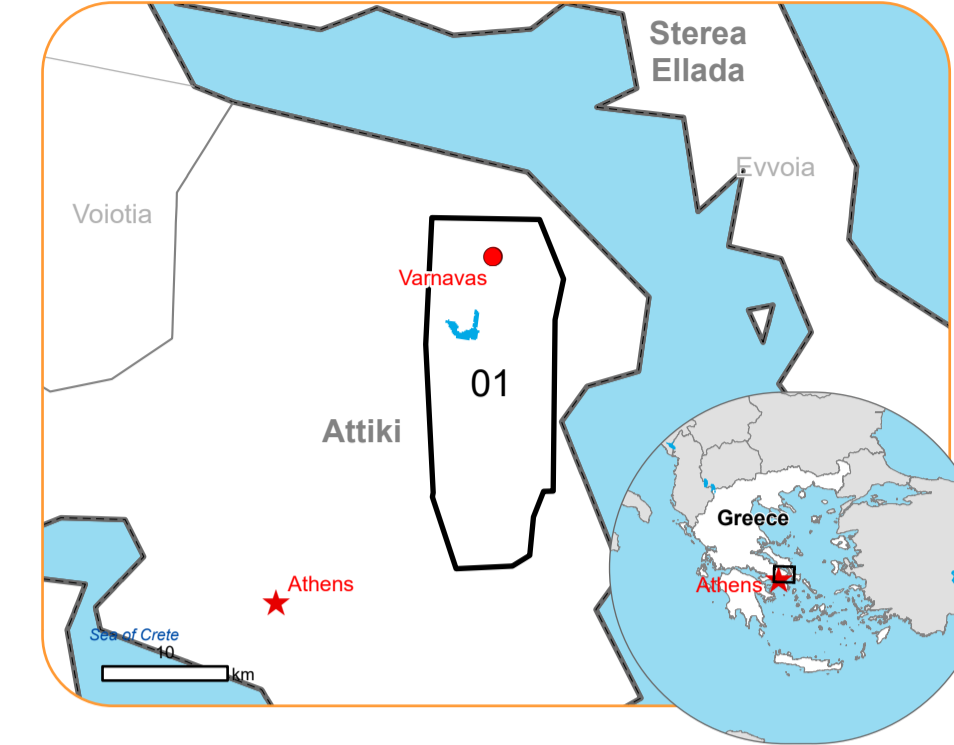 Sterea
Ellada
Evvoia
Voiotia
Varnavas
01
Attiki
Greece
Athens
Athens
Sea of Crete
10
km